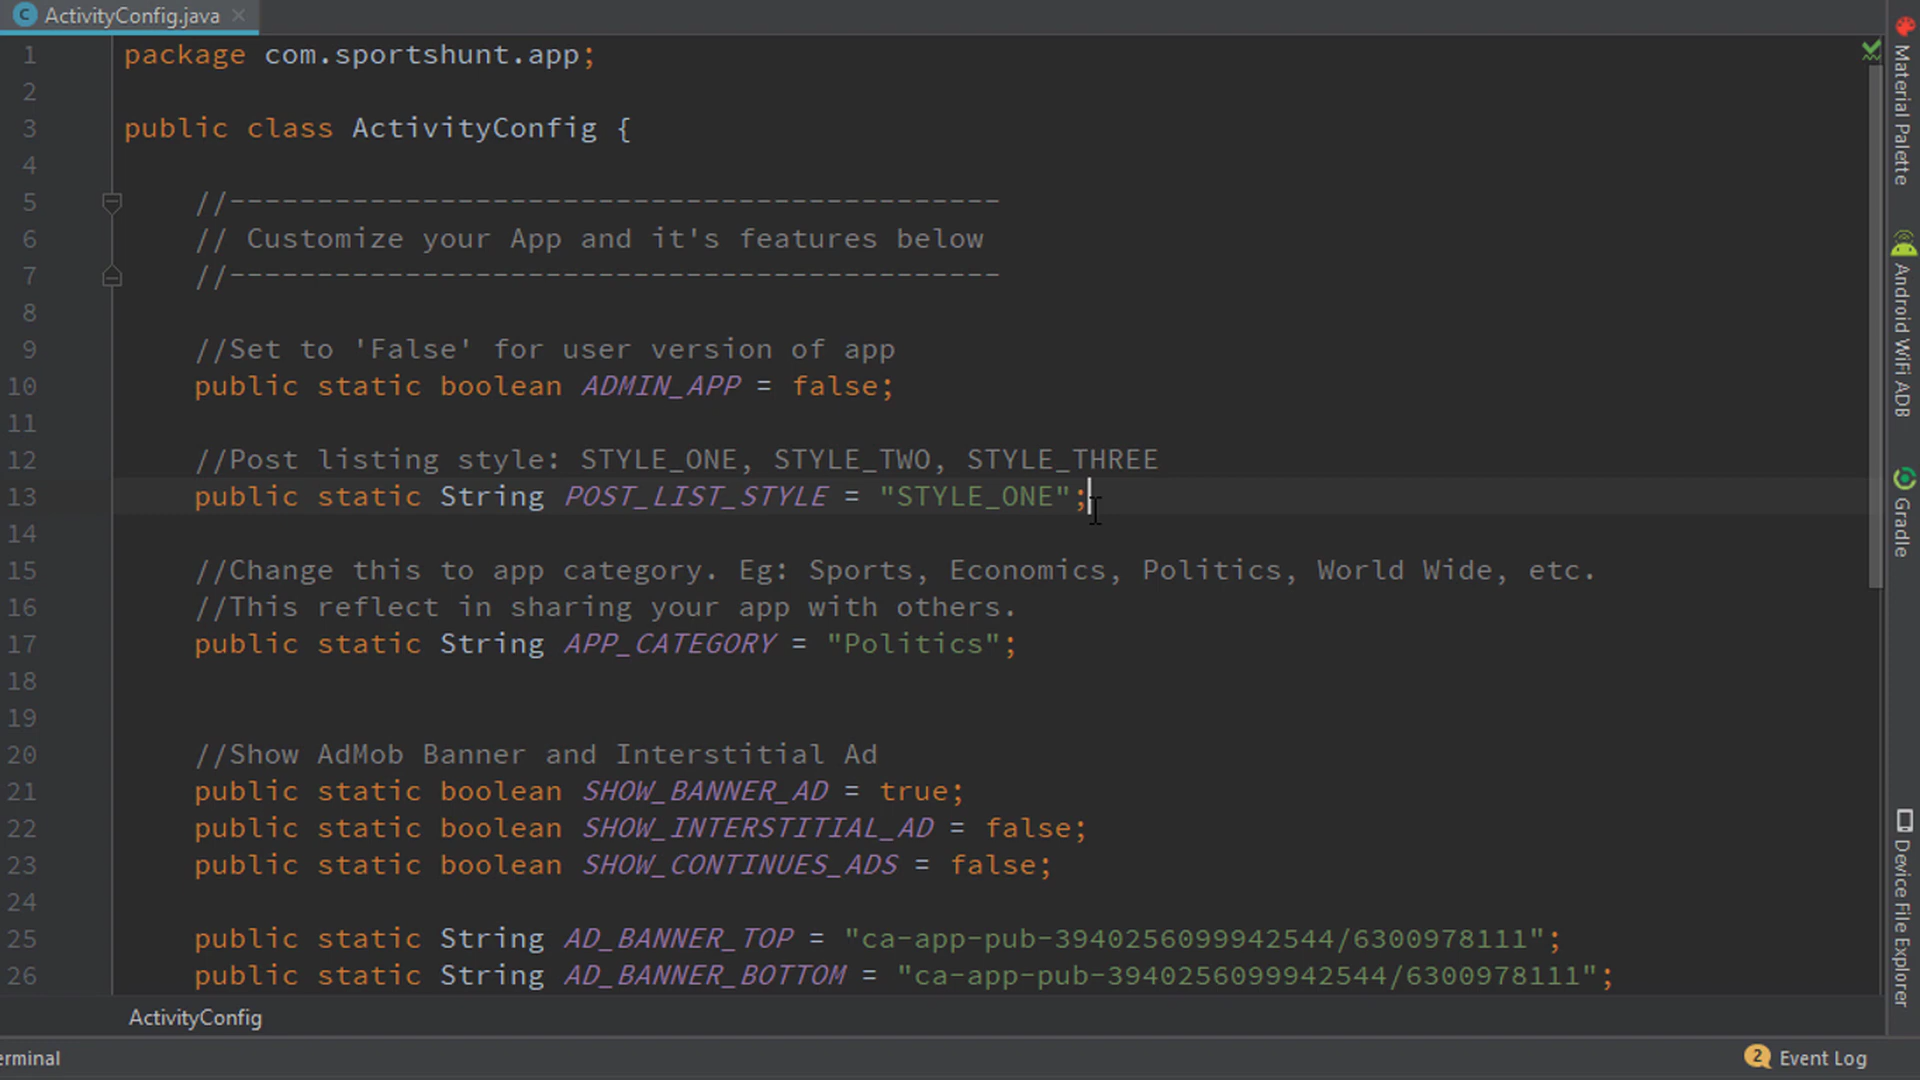 ActivityConfig.java
1 package com.sportshunt.app;
2
3 public class ActivityConfig {
4
5 //--------------------------------------------
6 // Customize your App and it's features below
7 //--------------------------------------------
8
9 //Set to 'False' for user version of app
10 public static boolean ADMIN_APP = false;
11
12 //Post listing style: STYLE_ONE, STYLE_TWO, STYLE_THREE
13 public static String POST_LIST_STYLE = "STYLE_ONE";
14
15 //Change this to app category. Eg: Sports, Economics, Politics, World Wide, etc.
16 //This reflect in sharing your app with others.
17 public static String APP_CATEGORY = "Politics";
18
19
20 //Show AdMob Banner and Interstitial Ad
21 public static boolean SHOW_BANNER_AD = true;
22 public static boolean SHOW_INTERSTITIAL_AD = false;
23 public static boolean SHOW_CONTINUES_ADS = false;
24
25 public static String AD_BANNER_TOP = "ca-app-pub-3940256099942544/6300978111";
26 public static String AD_BANNER_BOTTOM = "ca-app-pub-3940256099942544/6300978111";
ActivityConfig
erminal
2 Event Log
Material Palette
Android WiFi ADB
Gradle
Device File Explorer